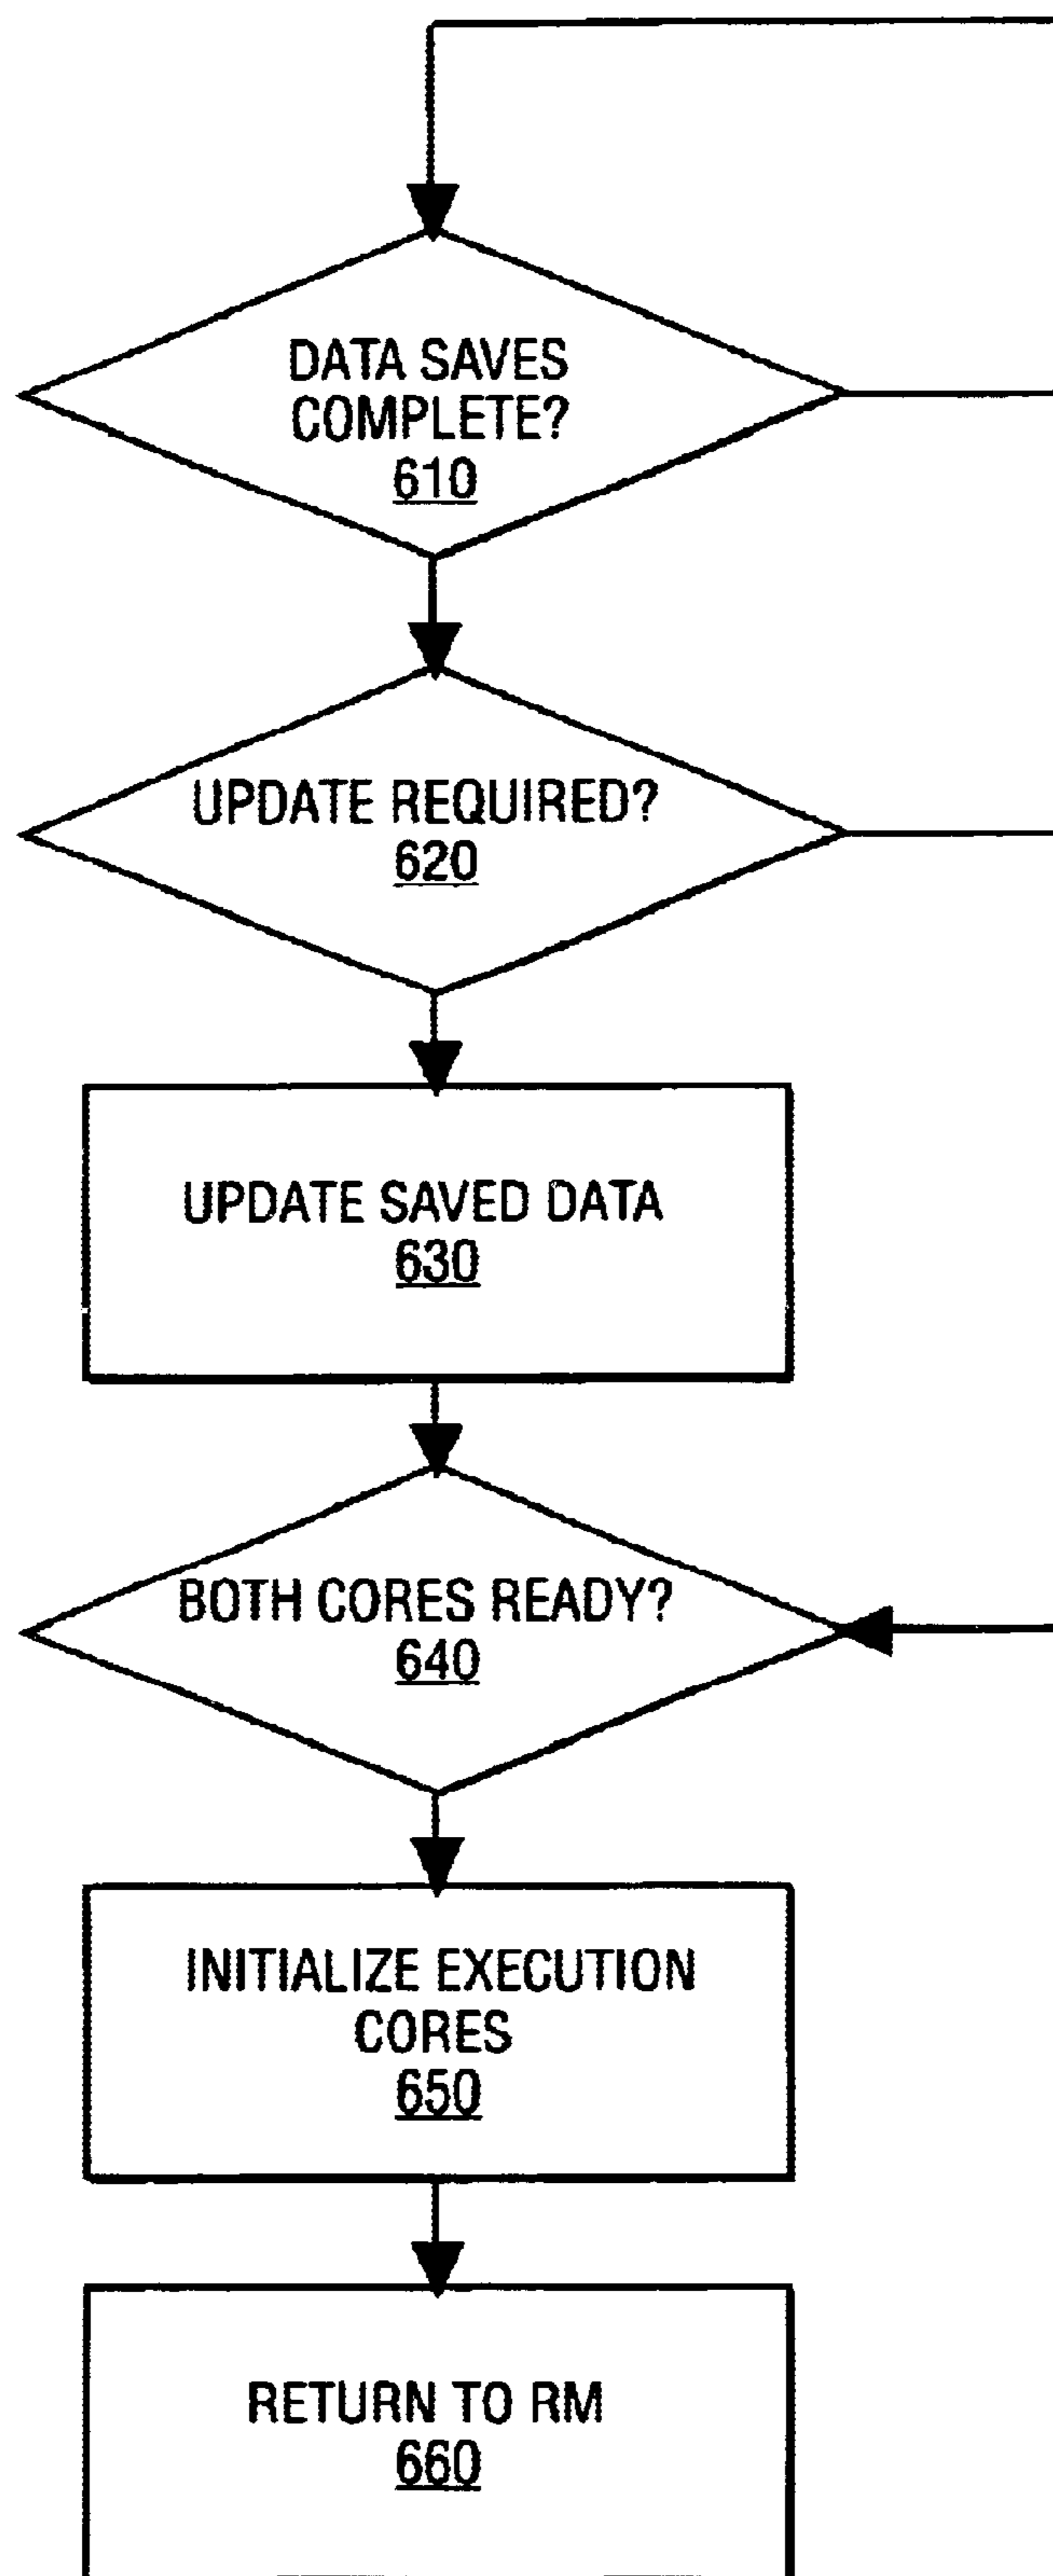 DATA SAVES
COMPLETE?
610
UPDATE REQUIRED?
620
UPDATE SAVED DATA
630
BOTH CORES READY?
640
INITIALIZE EXECUTION
CORES
650
RETURN TO RM
660